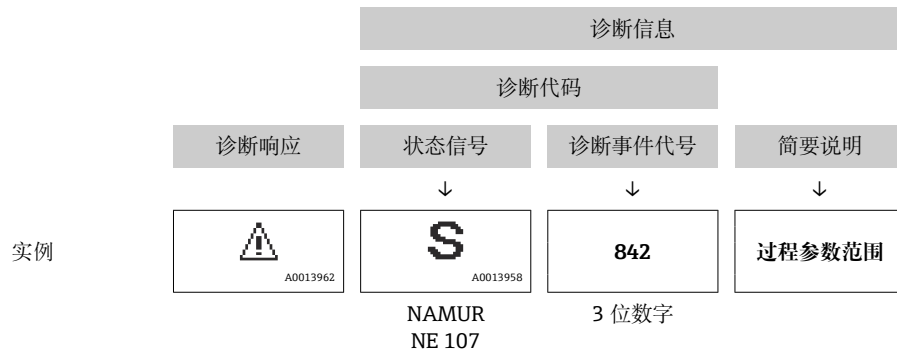 诊断信息
诊断代码
诊断响应 状态信号 诊断事件代号 简要说明
↓ ↓ ↓
实例 S 842 过程参数范围
A0013962 A0013958
NAMUR 3 位数字
NE 107